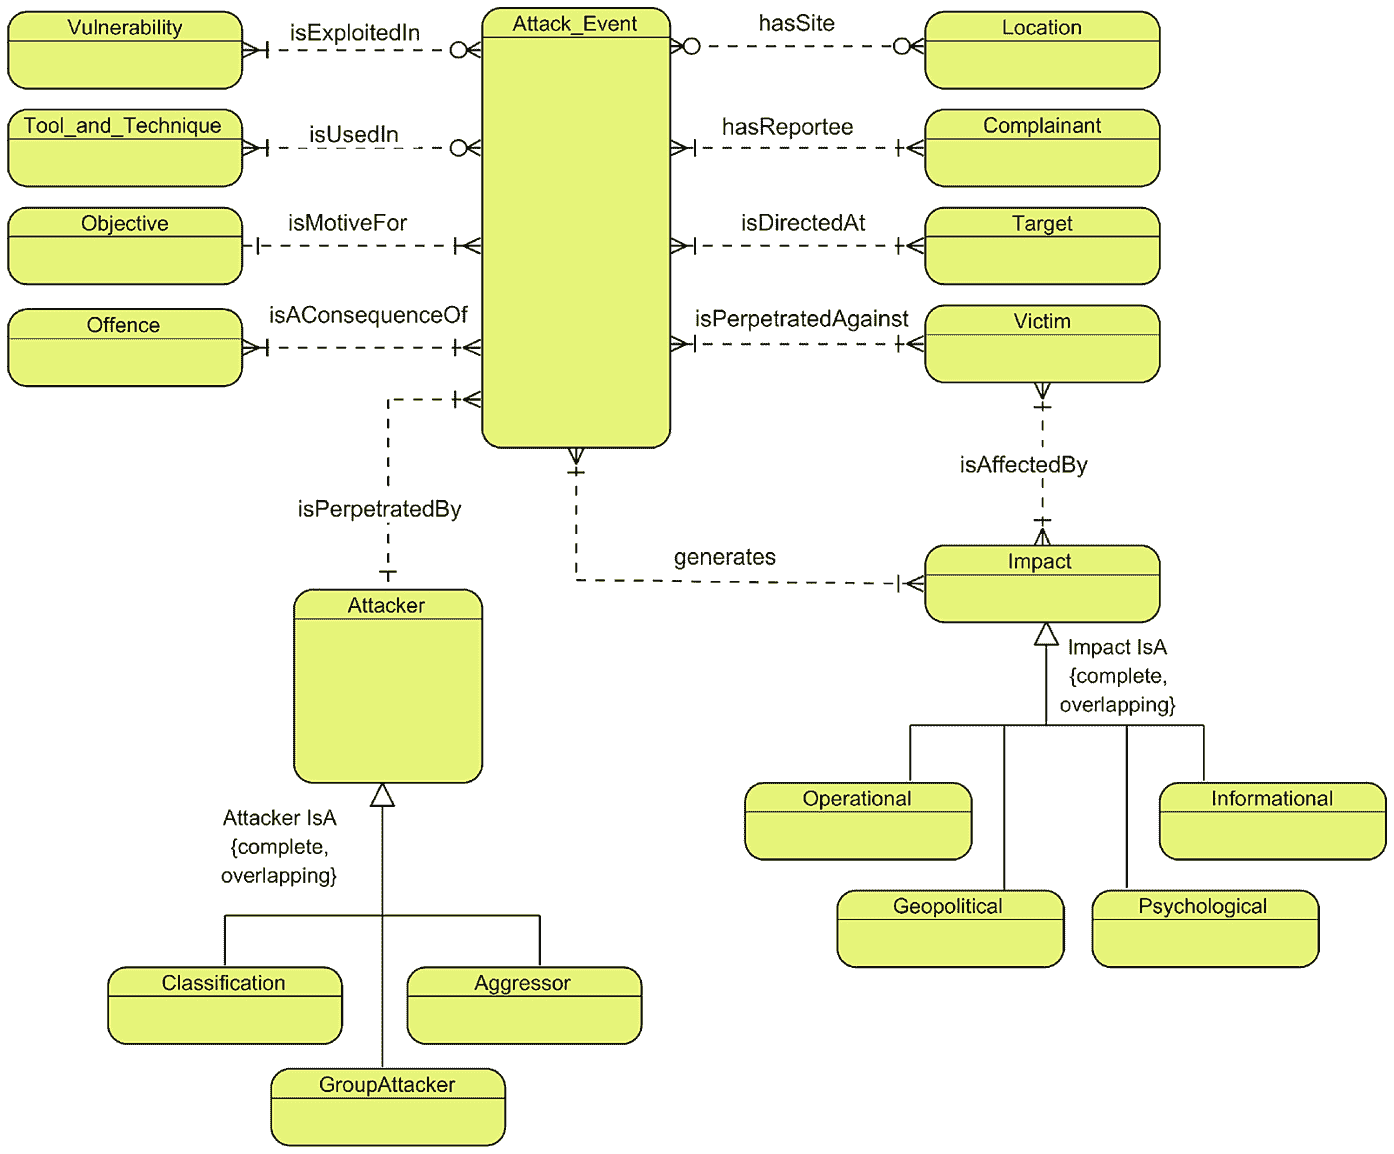 Vulnerability
isExploitedIn
Attack_Event
hasSite
Location
Tool_and_Technique
isUsedIn
hasReportee
Complainant
Objective
isMotiveFor
isDirectedAt
Target
Offence
isAConsequenceOf
isPerpetratedAgainst
Victim
isAffectedBy
isPerpetratedBy
generates
Impact
Attacker
Impact IsA
{complete,
overlapping}
Attacker IsA
{complete,
overlapping}
Operational
Informational
Geopolitical
Psychological
Classification
Aggressor
GroupAttacker